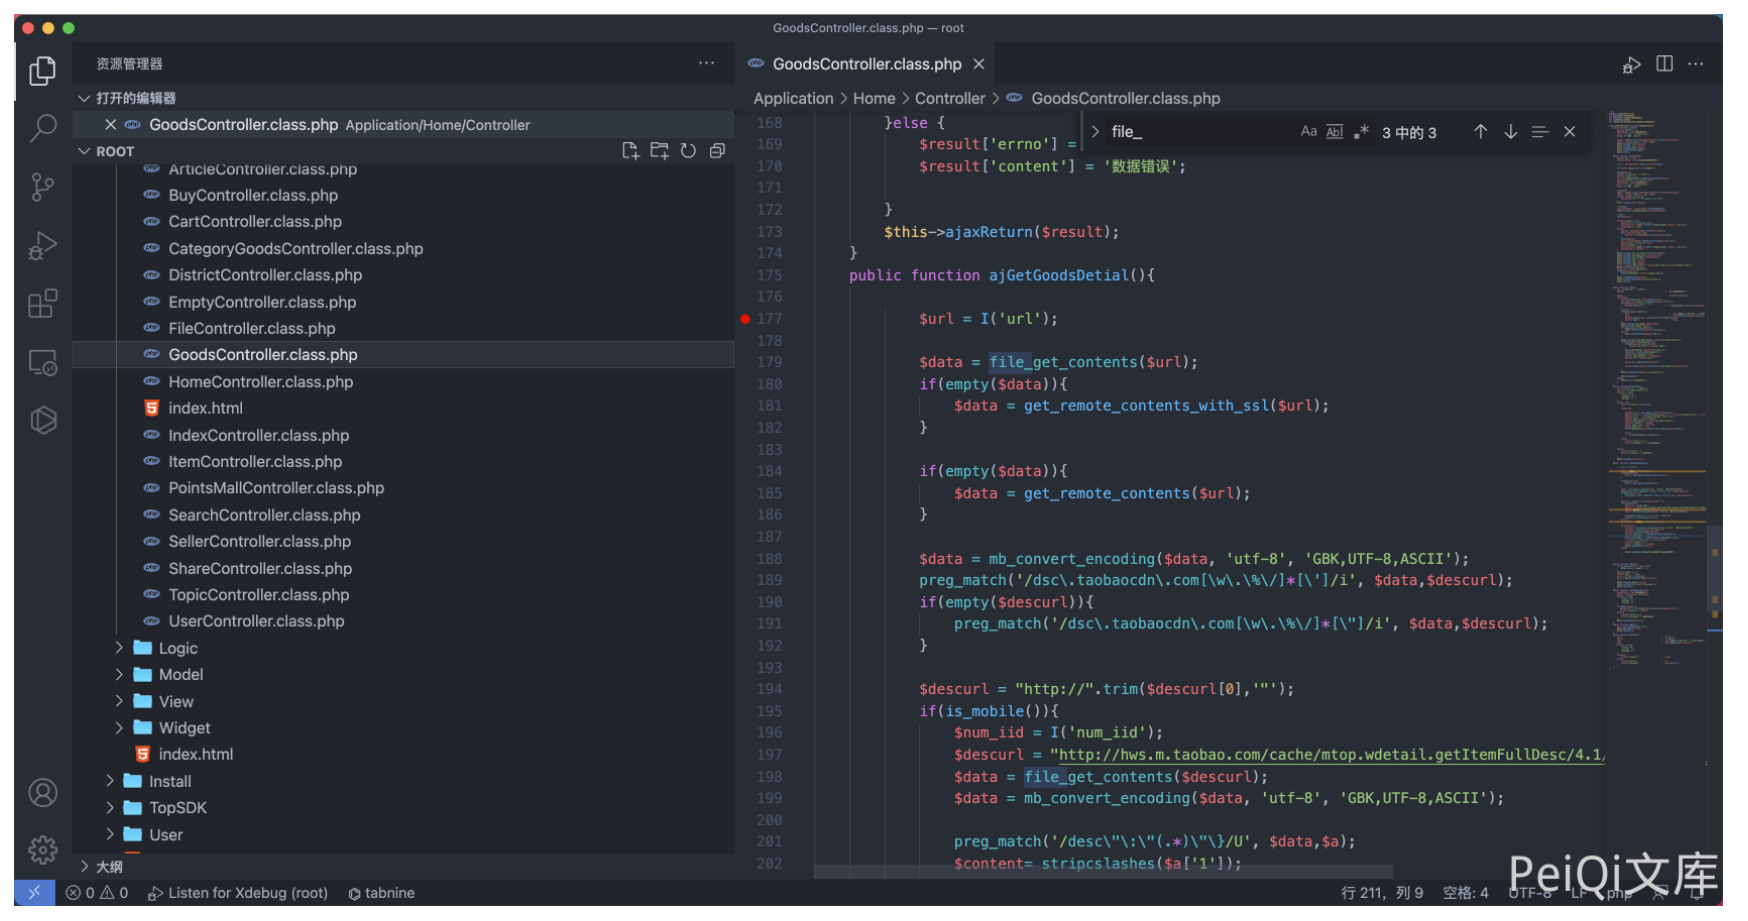 GoodsController.class.php — root
资源管理器
GoodsController.class.php
打开的编辑器
GoodsController.class.php Application/Home/Controller
ROOT
ArticleController.class.php
BuyController.class.php
CartController.class.php
CategoryGoodsController.class.php
DistrictController.class.php
EmptyController.class.php
FileController.class.php
GoodsController.class.php
HomeController.class.php
index.html
IndexController.class.php
ItemController.class.php
PointsMallController.class.php
SearchController.class.php
SellerController.class.php
ShareController.class.php
TopicController.class.php
UserController.class.php
Logic
Model
View
Widget
index.html
Install
TopSDK
User
大纲
Application > Home > Controller > GoodsController.class.php
file_ Aa Abl .* 3 中的 3
168 }else {
169 $result['errno'] =
170 $result['content'] = '数据错误';
171
172 }
173 $this->ajaxReturn($result);
174 }
175 public function ajGetGoodsDetial(){
176
177 $url = I('url');
178
179 $data = file_get_contents($url);
180 if(empty($data)){
181 $data = get_remote_contents_with_ssl($url);
182 }
183
184 if(empty($data)){
185 $data = get_remote_contents($url);
186 }
187
188 $data = mb_convert_encoding($data, 'utf-8', 'GBK,UTF-8,ASCII');
189 preg_match('/dsc\.taobaocdn\.com[\w\.\%\/]*[\']/i', $data,$descurl);
190 if(empty($descurl)){
191 preg_match('/dsc\.taobaocdn\.com[\w\.\%\/]*[\"]/i', $data,$descurl);
192 }
193
194 $descurl = "http://".trim($descurl[0],'"');
195 if(is_mobile()){
196 $num_iid = I('num_iid');
197 $descurl = "http://hws.m.taobao.com/cache/mtop.wdetail.getItemFullDesc/4.1/
198 $data = file_get_contents($descurl);
199 $data = mb_convert_encoding($data, 'utf-8', 'GBK,UTF-8,ASCII');
200
201 preg_match('/desc\"\:\"(.*)\"\}/U', $data,$a);
202 $content= stripcslashes($a['1']);
0 0 Listen for Xdebug (root) tabnine
行 211，列 9 空格: 4 UTF-8 LF php
PeiQi文库